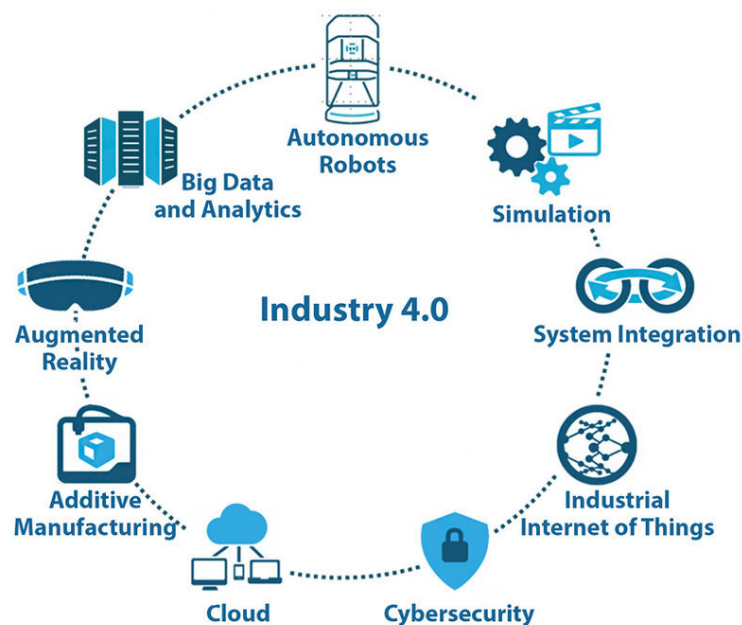 Autonomous
Robots
Big Data
and Analytics
Simulation
Industry 4.0
Augmented
Reality
System Integration
Additive
Manufacturing
Industrial
Internet of Things
Cloud
Cybersecurity